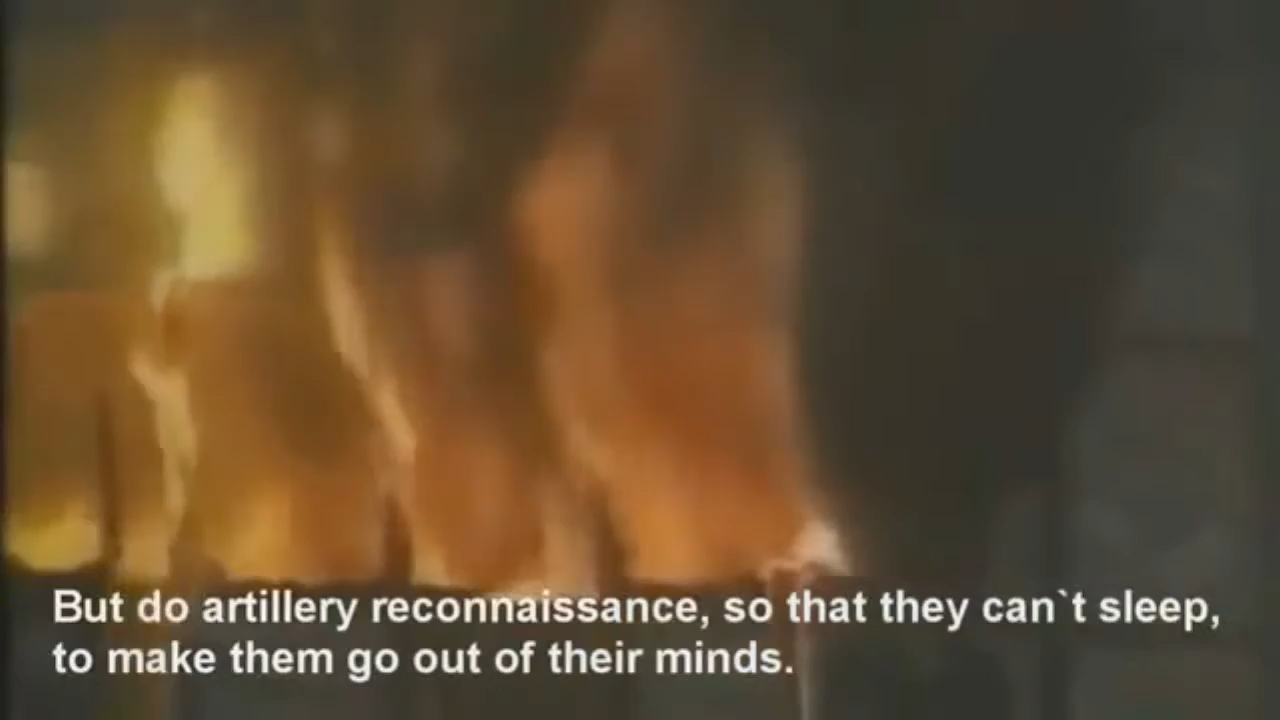 But do artillery reconnaissance, so that they can`t sleep,
to make them go out of their minds.